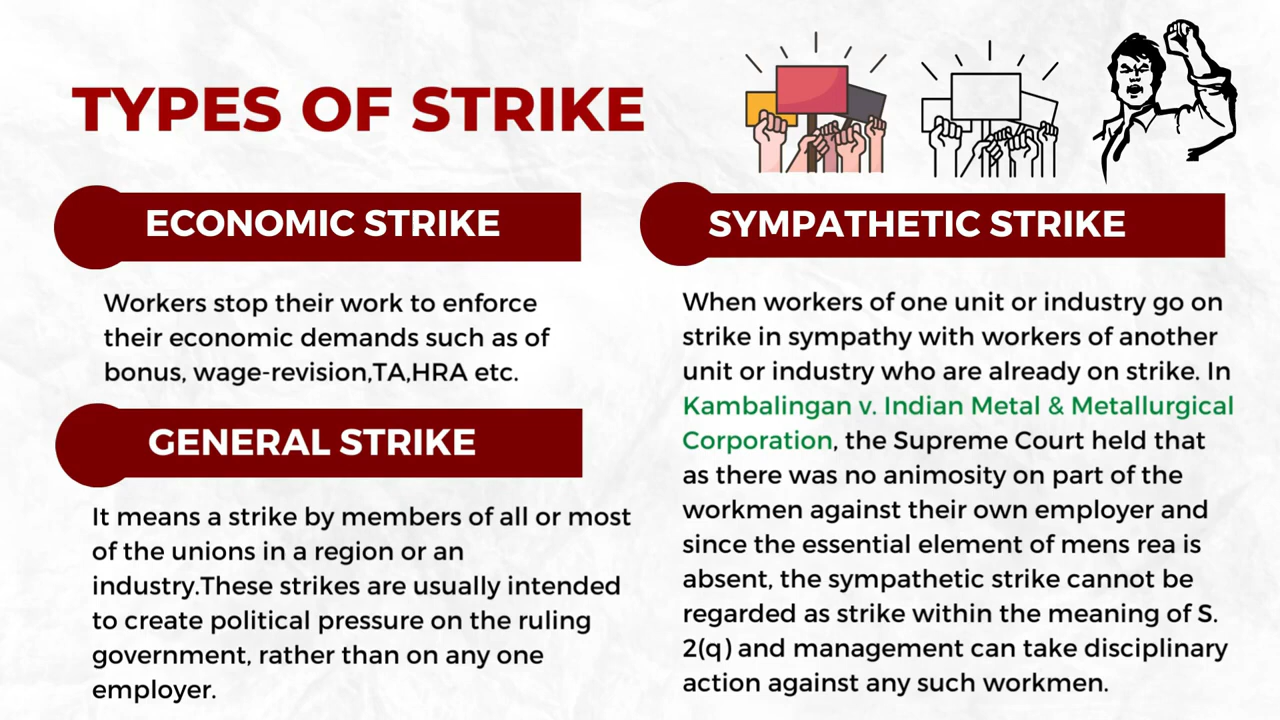 TYPES OF STRIKE
ECONOMIC STRIKE
Workers stop their work to enforce
their economic demands such as of
bonus, wage-revision,TA,HRA etc.
GENERAL STRIKE
It means a strike by members of all or most
of the unions in a region or an
industry.These strikes are usually intended
to create political pressure on the ruling
government, rather than on any one
employer.
SYMPATHETIC STRIKE
When workers of one unit or industry go on
strike in sympathy with workers of another
unit or industry who are already on strike. In
Kambalingan v. Indian Metal & Metallurgical
Corporation, the Supreme Court held that
as there was no animosity on part of the
workmen against their own employer and
since the essential element of mens rea is
absent, the sympathetic strike cannot be
regarded as strike within the meaning of S.
2(q) and management can take disciplinary
action against any such workmen.